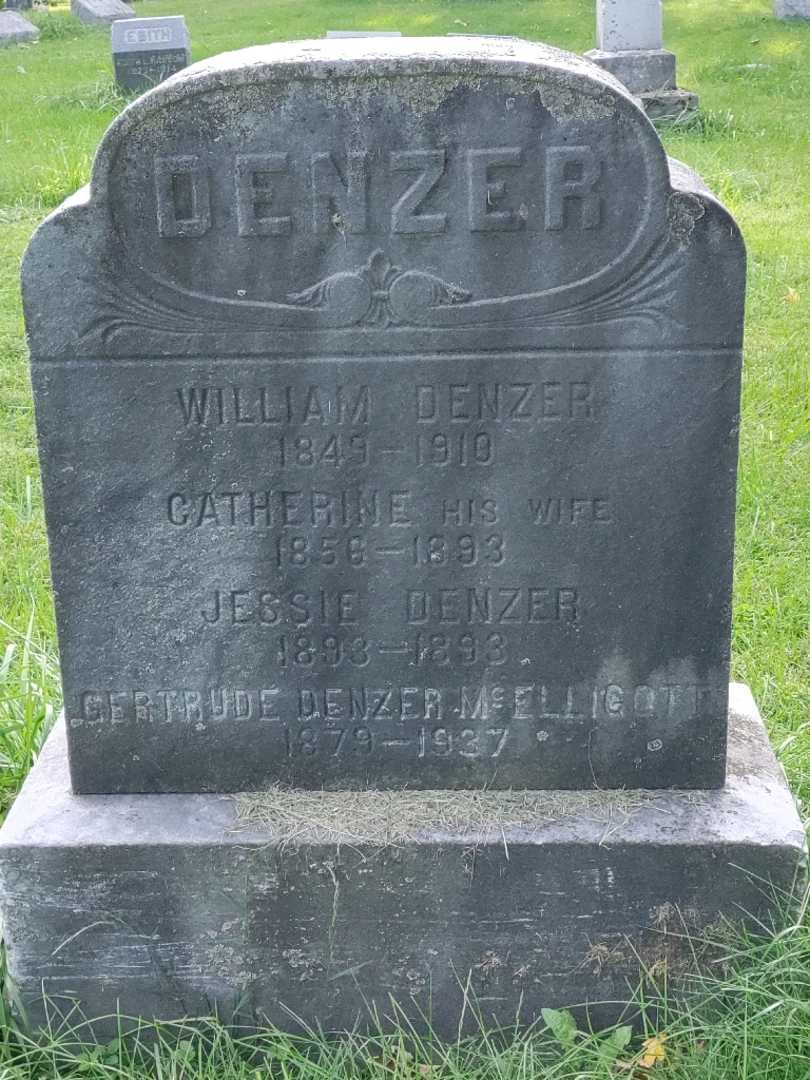 EDITH
DENZER
WILLIAM DENZER
1849-1910
CATHERINE HIS WIFE
1856-1893
JESSIE DENZER
1893-1893
GERTRUDE DENZER McELLIGOTT
1879-1937